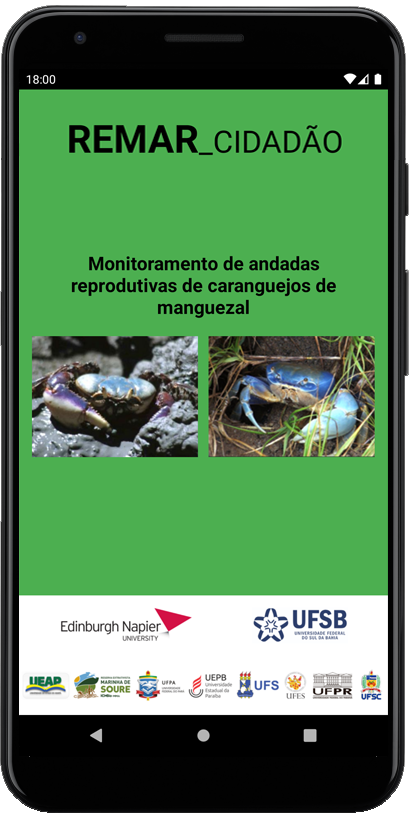 18:00
REMAR_CIDADÃO
Monitoramento de andadas
reprodutivas de caranguejos de
manguezal
Edinburgh Napier
UNIVERSITY
UFSB
UNIVERSIDADE FEDERAL
DO SUL DA BAHIA
UEAP
MARINHA DE
SOURE
ICMBio
UFPA
UEPB
Universidade
Estadual da
Paraíba
UFS
UFES
UFPR
UFSC